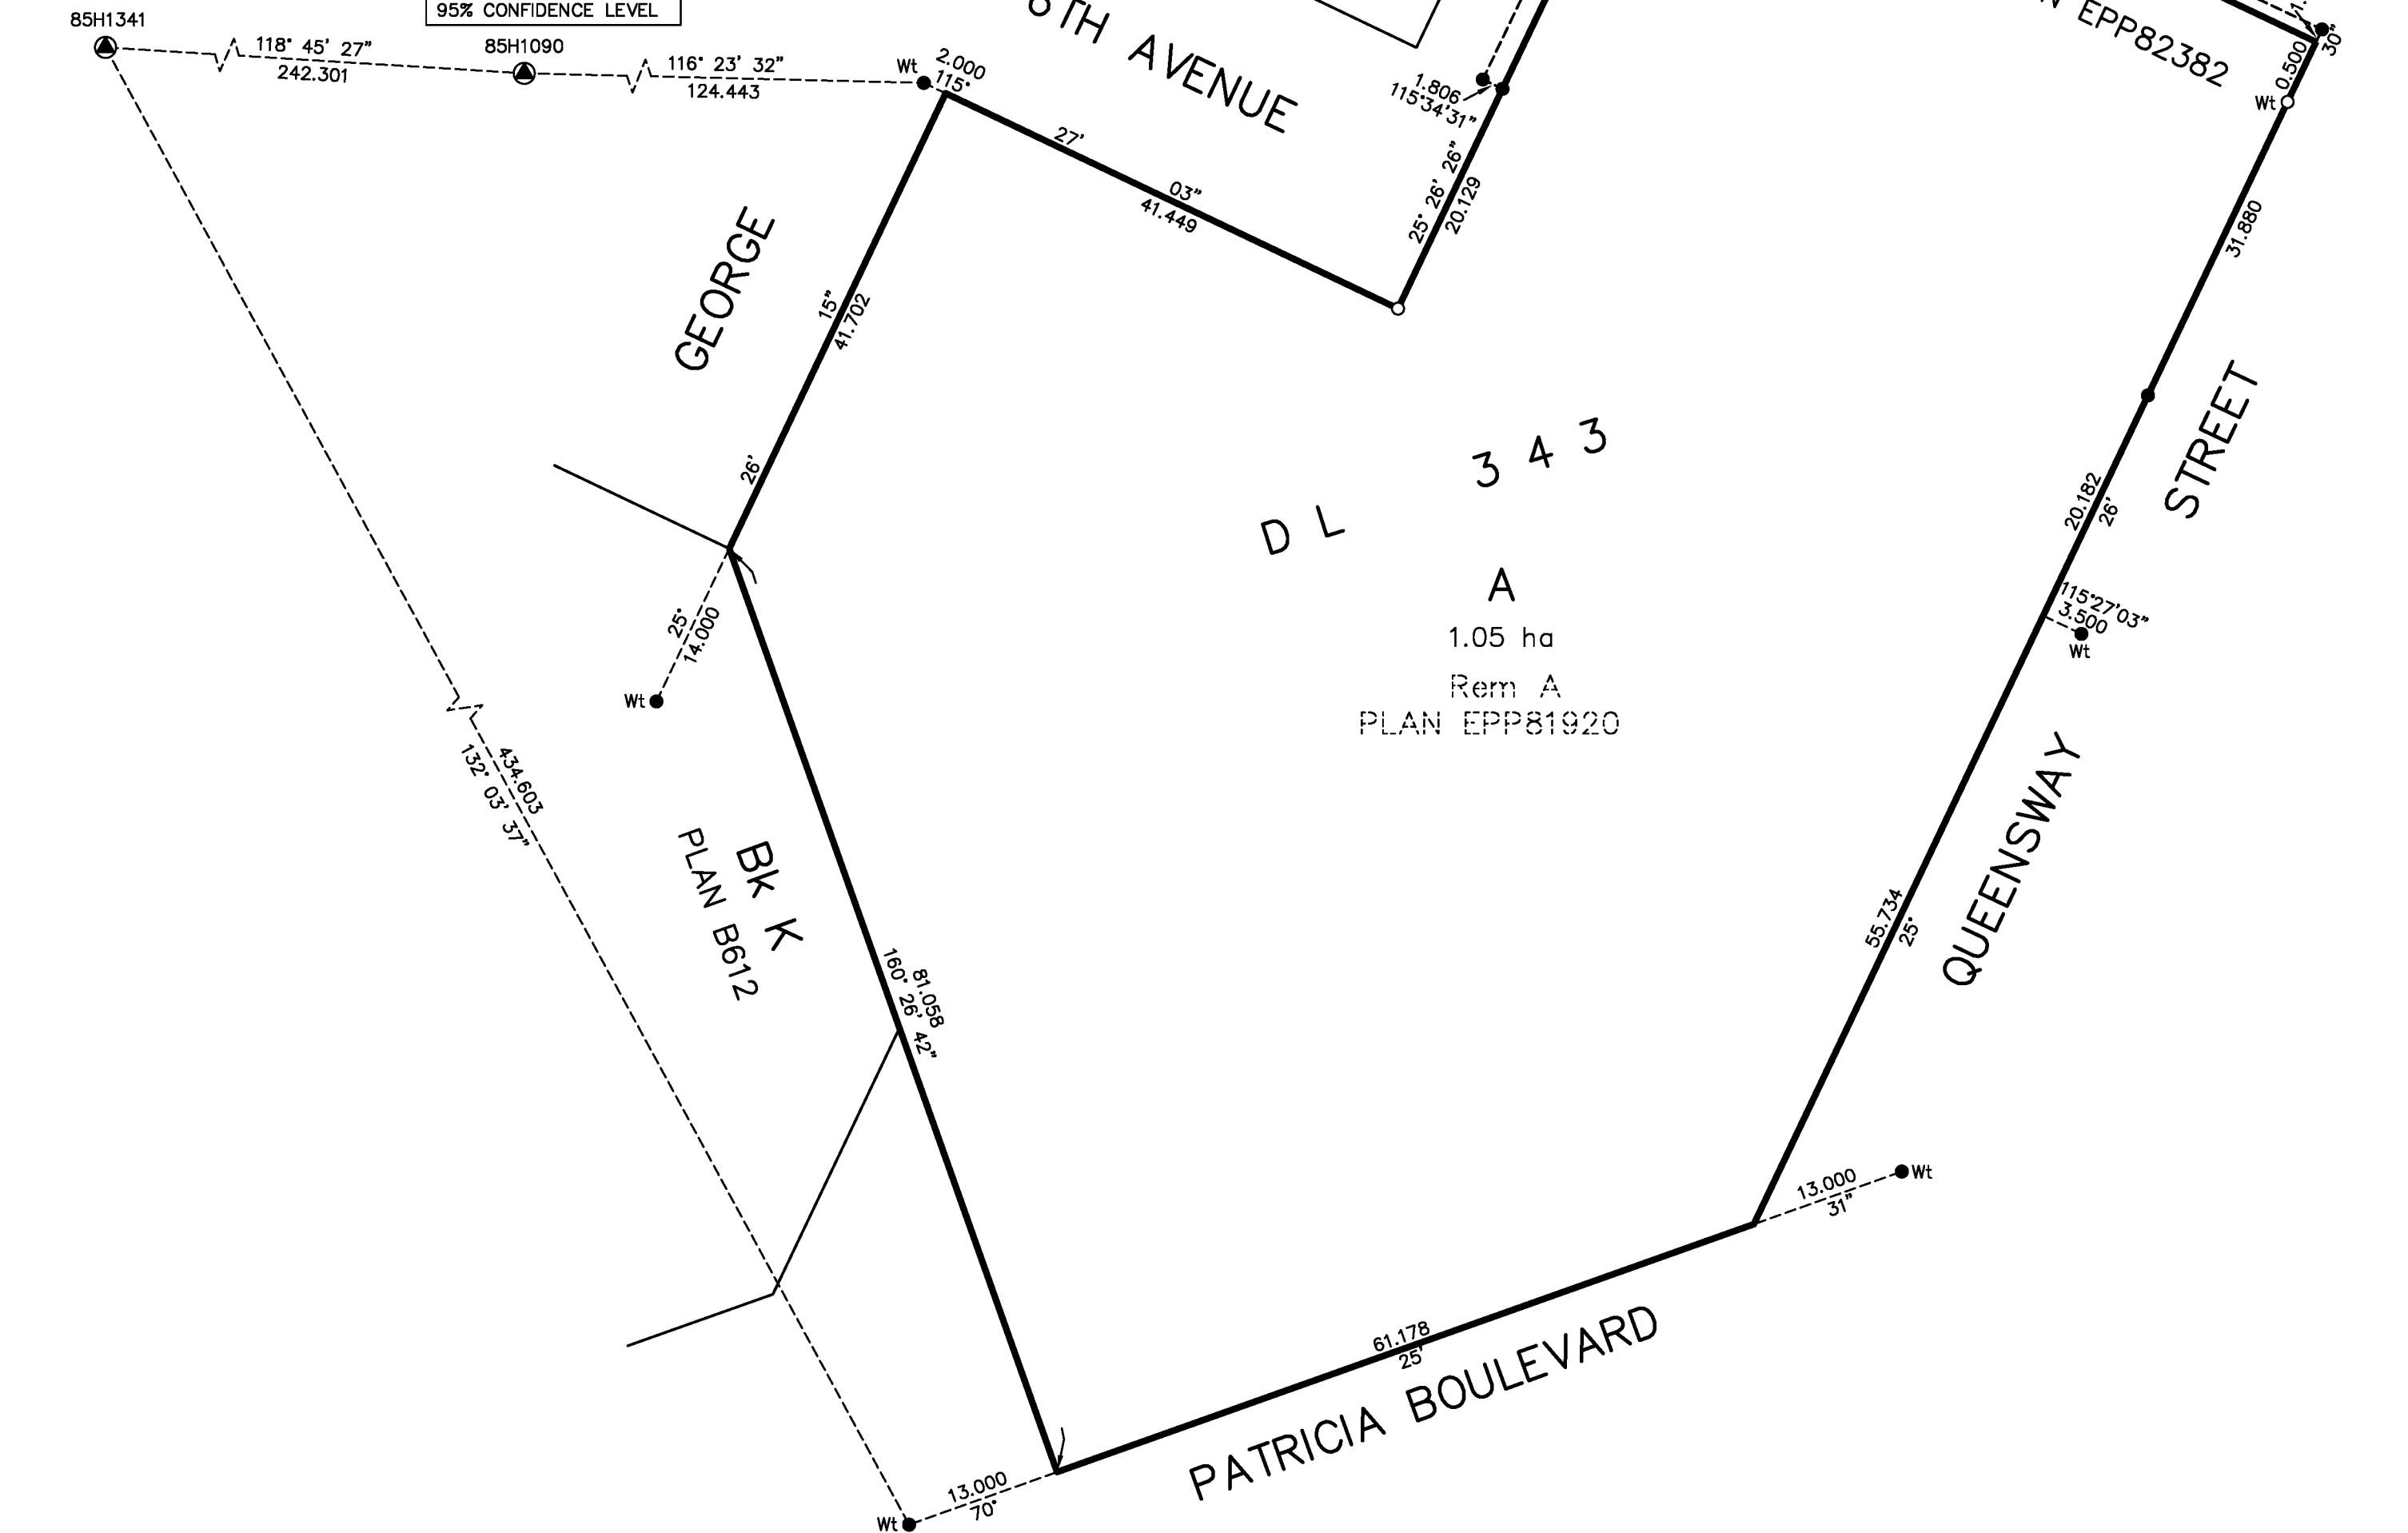 95% CONFIDENCE LEVEL
85H1341
118° 45' 27"
242.301
85H1090
116° 23' 32"
124.443
Wt
2.000
115°
27'
03"
41.449
6TH AVENUE
1.806
115°34'31"
25° 26' 26"
20.129
EPP82382
0.500
30"
Wt
31.880
GEORGE
15"
41.702
26'
25°
14.000
Wt
DL 343
A
1.05 ha
Rem A
PLAN EPP81920
20.182
26'
STREET
115°27'03"
3.500
Wt
55.734
25°
QUEENSWAY
434.603
132° 03' 37"
BK K
PLAN B612
81.058
160° 26' 42"
13.000
31"
Wt
61.178
25'
PATRICIA BOULEVARD
13.000
70°
Wt